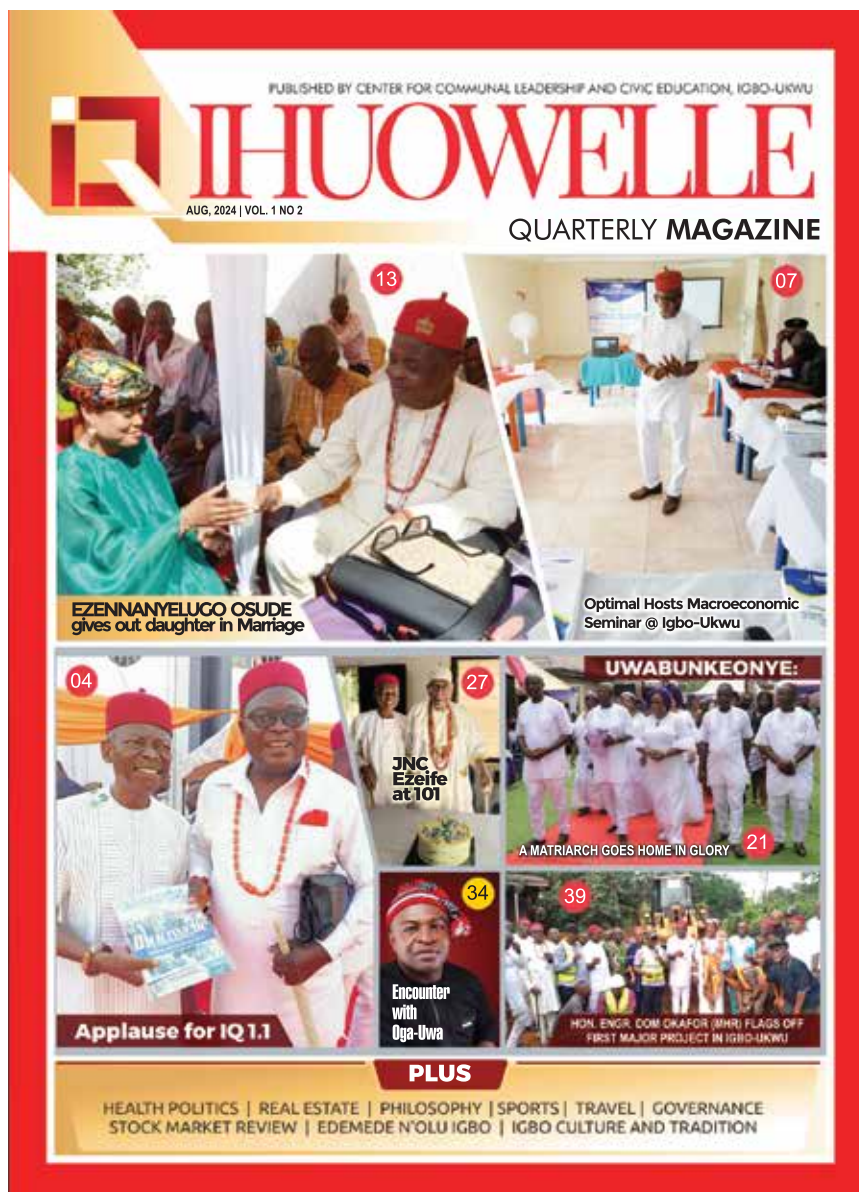 PUBLISHED BY CENTER FOR COMMUNAL LEADERSHIP AND CIVIC EDUCATION, IGBO-UKWU
iQ IHUOWELLE
AUG, 2024 | VOL. 1 NO 2
QUARTERLY MAGAZINE
13
07
EZENNANYELUGO OSUDE
gives out daughter in Marriage
Optimal Hosts Macroeconomic
Seminar @ Igbo-Ukwu
04
27
UWABUNKEONYE:
JNC
Ezeife
at 101
A MATRIARCH GOES HOME IN GLORY
21
34
39
Encounter
with
Oga-Uwa
Applause for IQ 1.1
HON. ENGR. DOM OKAFOR (MHR) FLAGS OFF
FIRST MAJOR PROJECT IN IGBO-UKWU
PLUS
HEALTH POLITICS | REAL ESTATE | PHILOSOPHY | SPORTS | TRAVEL | GOVERNANCE
STOCK MARKET REVIEW | EDEMEDE N'OLU IGBO | IGBO CULTURE AND TRADITION